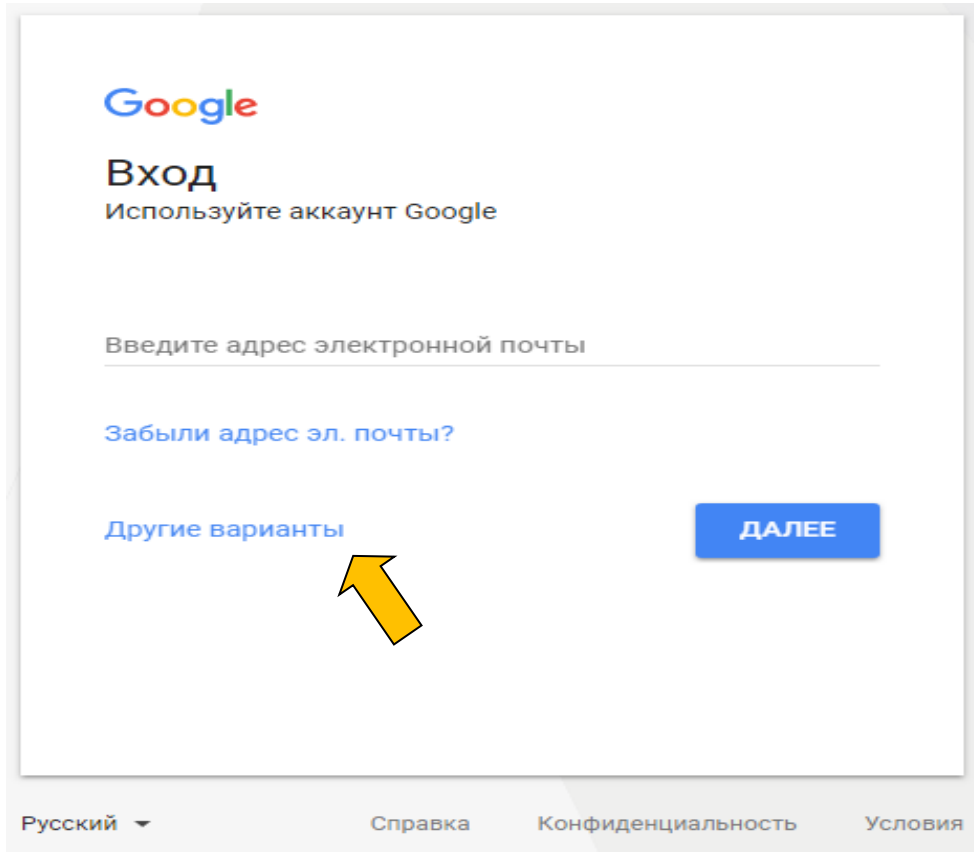 Google
Вход
Используйте аккаунт Google
Введите адрес электронной почты
Забыли адрес эл. почты?
Другие варианты ДАЛЕЕ
Русский Справка Конфиденциальность Условия